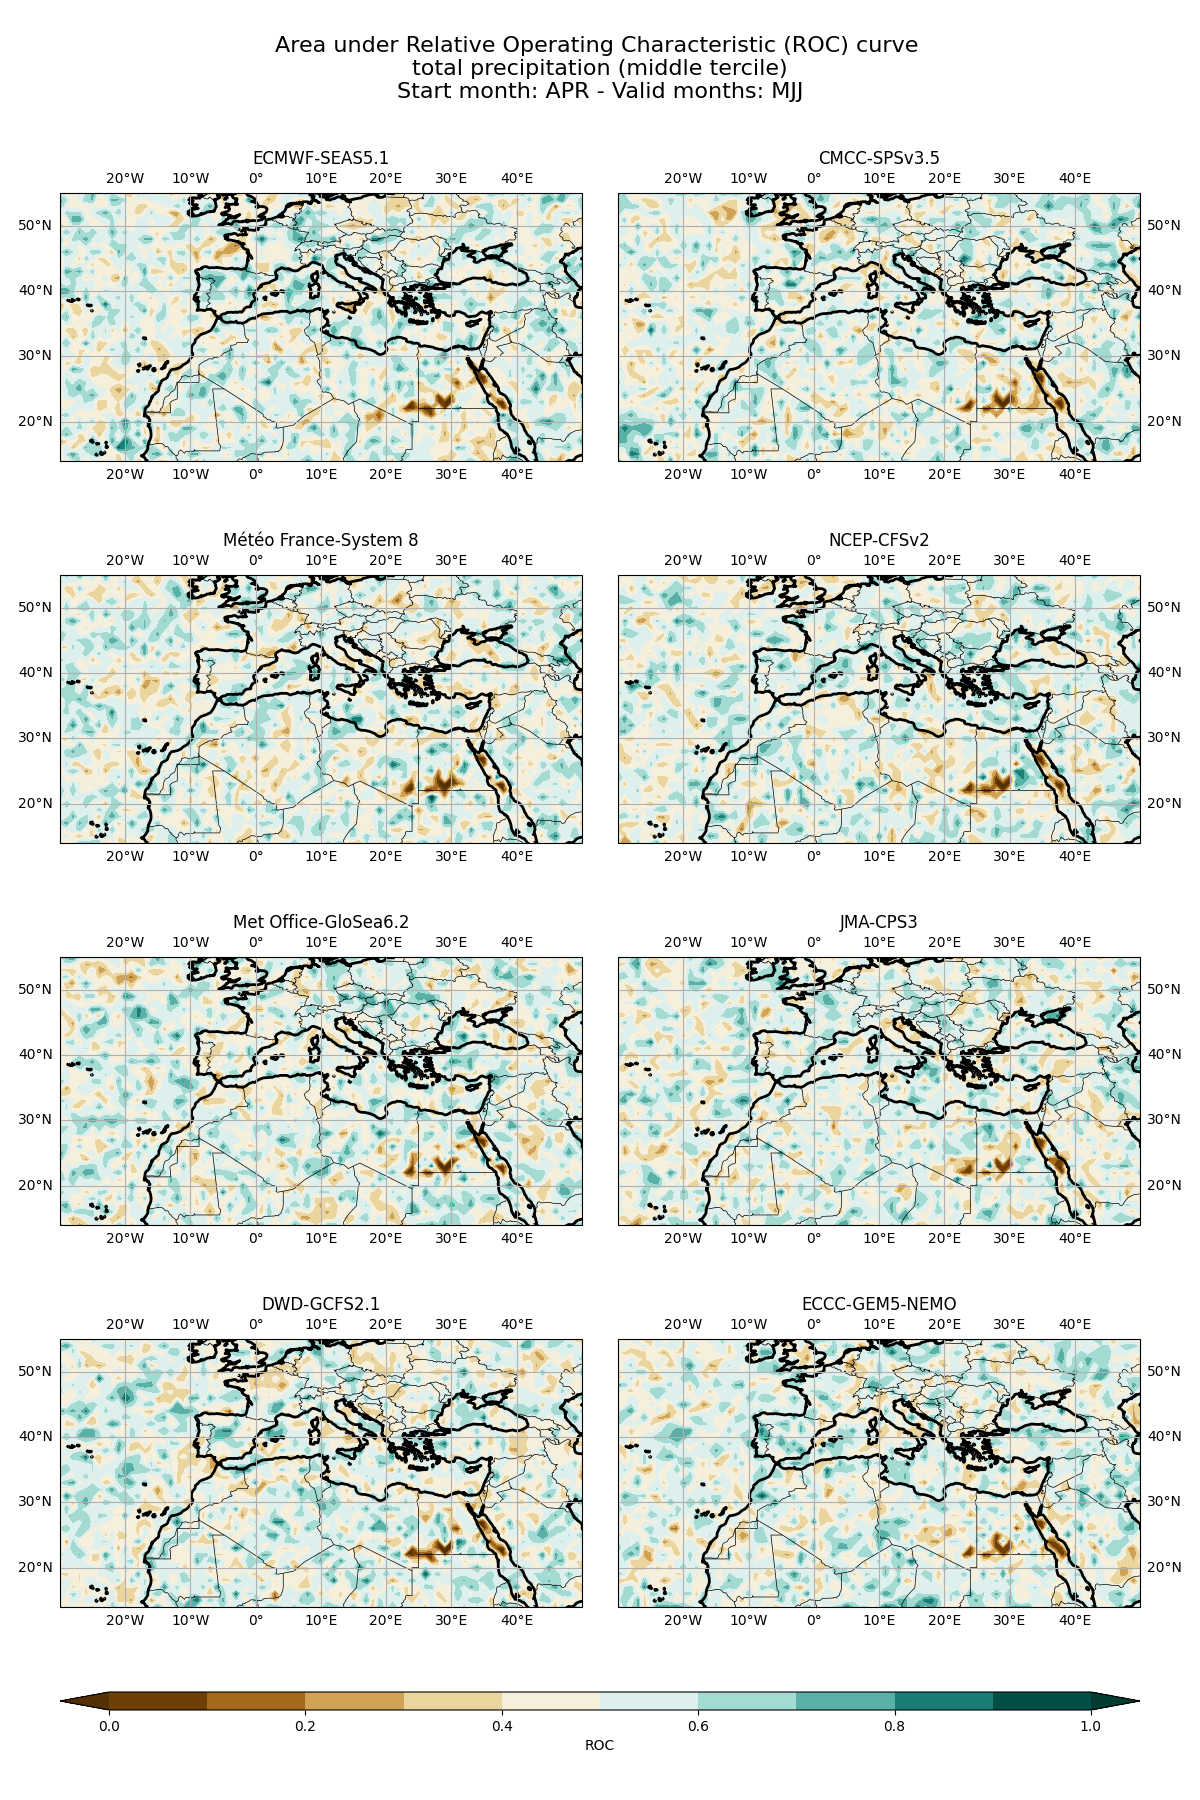 Area under Relative Operating Characteristic (ROC) curve
total precipitation (middle tercile)
Start month: APR - Valid months: MJJ
ECMWF-SEAS5.1
20°W 10°W 0° 10°E 20°E 30°E 40°E
50°N
40°N
30°N
20°N
20°W 10°W 0° 10°E 20°E 30°E 40°E
CMCC-SPSv3.5
20°W 10°W 0° 10°E 20°E 30°E 40°E
50°N
40°N
30°N
20°N
20°W 10°W 0° 10°E 20°E 30°E 40°E
Météo France-System 8
20°W 10°W 0° 10°E 20°E 30°E 40°E
50°N
40°N
30°N
20°N
20°W 10°W 0° 10°E 20°E 30°E 40°E
NCEP-CFSv2
20°W 10°W 0° 10°E 20°E 30°E 40°E
50°N
40°N
30°N
20°N
20°W 10°W 0° 10°E 20°E 30°E 40°E
Met Office-GloSea6.2
20°W 10°W 0° 10°E 20°E 30°E 40°E
50°N
40°N
30°N
20°N
20°W 10°W 0° 10°E 20°E 30°E 40°E
JMA-CPS3
20°W 10°W 0° 10°E 20°E 30°E 40°E
50°N
40°N
30°N
20°N
20°W 10°W 0° 10°E 20°E 30°E 40°E
DWD-GCFS2.1
20°W 10°W 0° 10°E 20°E 30°E 40°E
50°N
40°N
30°N
20°N
20°W 10°W 0° 10°E 20°E 30°E 40°E
ECCC-GEM5-NEMO
20°W 10°W 0° 10°E 20°E 30°E 40°E
50°N
40°N
30°N
20°N
20°W 10°W 0° 10°E 20°E 30°E 40°E
0.0 0.2 0.4 0.6 0.8 1.0
ROC